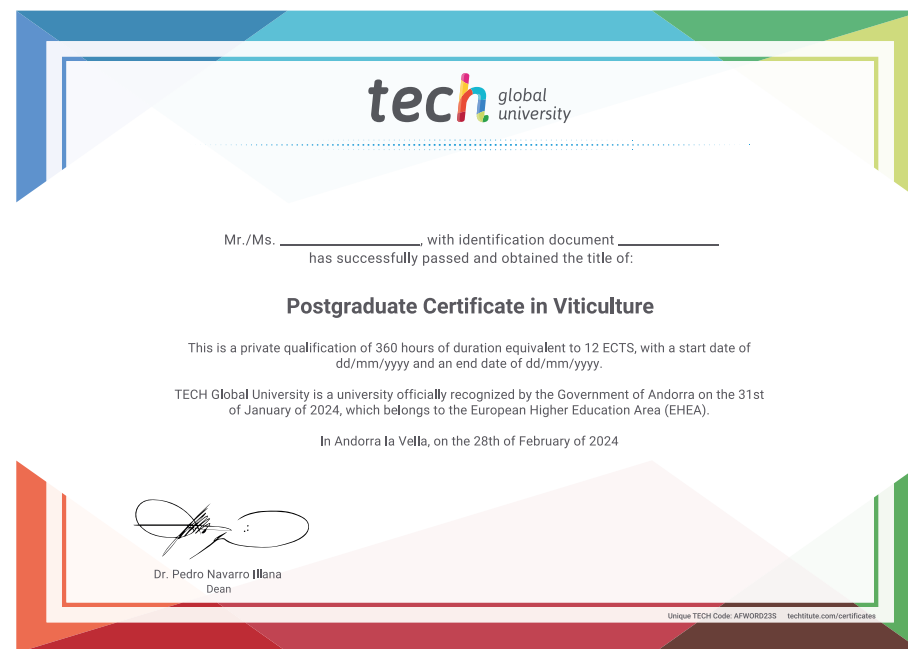 tech global
university
Mr./Ms. ____________, with identification document ____________
has successfully passed and obtained the title of:
Postgraduate Certificate in Viticulture
This is a private qualification of 360 hours of duration equivalent to 12 ECTS, with a start date of
dd/mm/yyyy and an end date of dd/mm/yyyy.
TECH Global University is a university officially recognized by the Government of Andorra on the 31st
of January of 2024, which belongs to the European Higher Education Area (EHEA).
In Andorra la Vella, on the 28th of February of 2024
Dr. Pedro Navarro Illana
Dean
Unique TECH Code: AFWORD23S techtitute.com/certificates